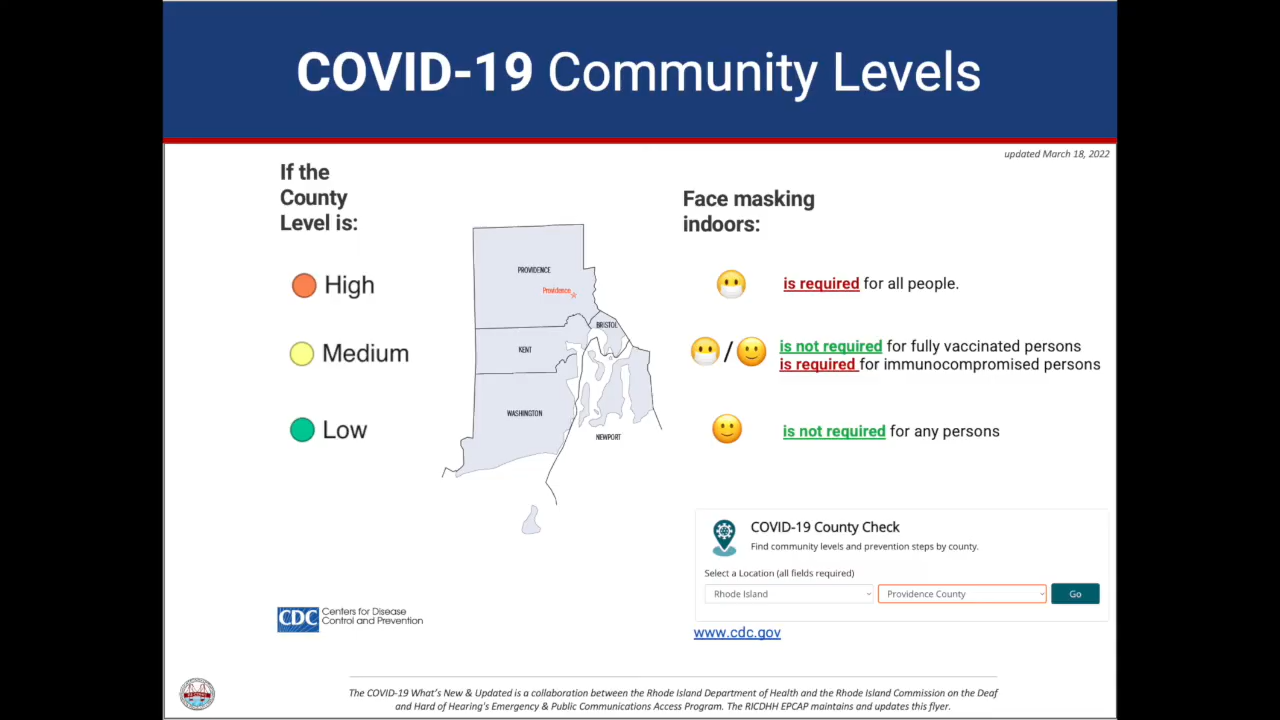 COVID-19 Community Levels
updated March 18, 2022
If the
County
Level is:
Face masking
indoors:
High
is required for all people.
Medium
is not required for fully vaccinated persons
is required for immunocompromised persons
Low
is not required for any persons
PROVIDENCE
Providence
BRISTOL
KENT
WASHINGTON
NEWPORT
COVID-19 County Check
Find community levels and prevention steps by county.
Select a Location (all fields required)
Rhode Island
Providence County
Go
www.cdc.gov
CDC
Centers for Disease
Control and Prevention
The COVID-19 What's New & Updated is a collaboration between the Rhode Island Department of Health and the Rhode Island Commission on the Deaf
and Hard of Hearing's Emergency & Public Communications Access Program. The RICDHH EPCAP maintains and updates this flyer.